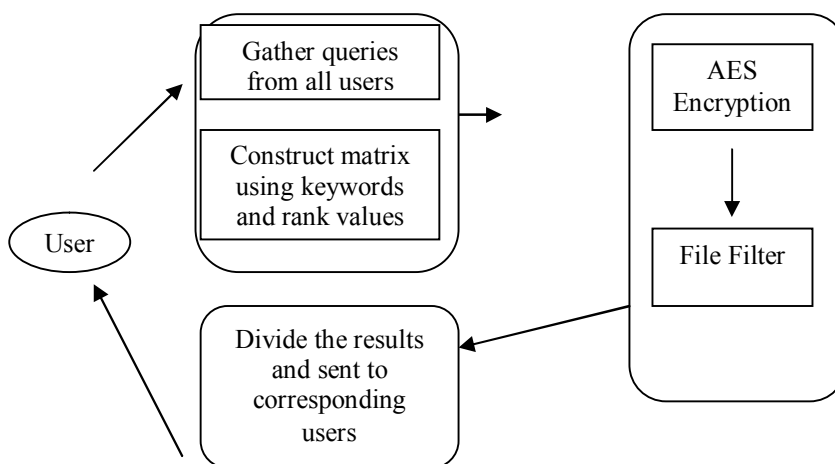 Gather queries
from all users
Construct matrix
using keywords
and rank values
User
AES
Encryption
File Filter
Divide the results
and sent to
corresponding
users